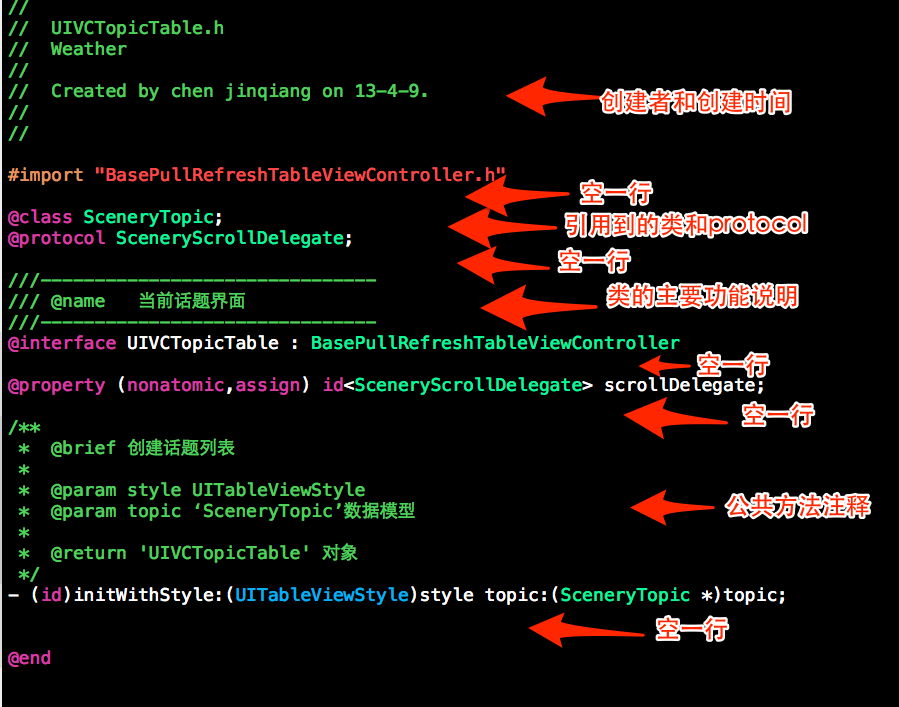 //
//  UIVCTopicTable.h
//  Weather
//
//  Created by chen jinqiang on 13-4-9.
创建者和创建时间
//
//
#import "BasePullRefreshTableViewController.h"
空一行
@class SceneryTopic;
引用到的类和protocol
@protocol SceneryScrollDelegate;
空一行
///-------------------------------
/// @name   当前话题界面
类的主要功能说明
///-------------------------------
@interface UIVCTopicTable : BasePullRefreshTableViewController
空一行
@property (nonatomic,assign) id<SceneryScrollDelegate> scrollDelegate;
空一行
/**
 *  @brief 创建话题列表
 *
 *  @param style UITableViewStyle
 *  @param topic ‘SceneryTopic’数据模型
公共方法注释
 *
 *  @return 'UIVCTopicTable' 对象
 */
- (id)initWithStyle:(UITableViewStyle)style topic:(SceneryTopic *)topic;
空一行
@end